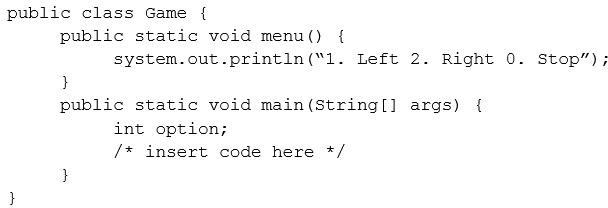 public class Game {
public static void menu() {
system.out.println(“1. Left 2. Right 0. Stop”);
}
public static void main(String[] args) {
int option;
/* insert code here */
}
}